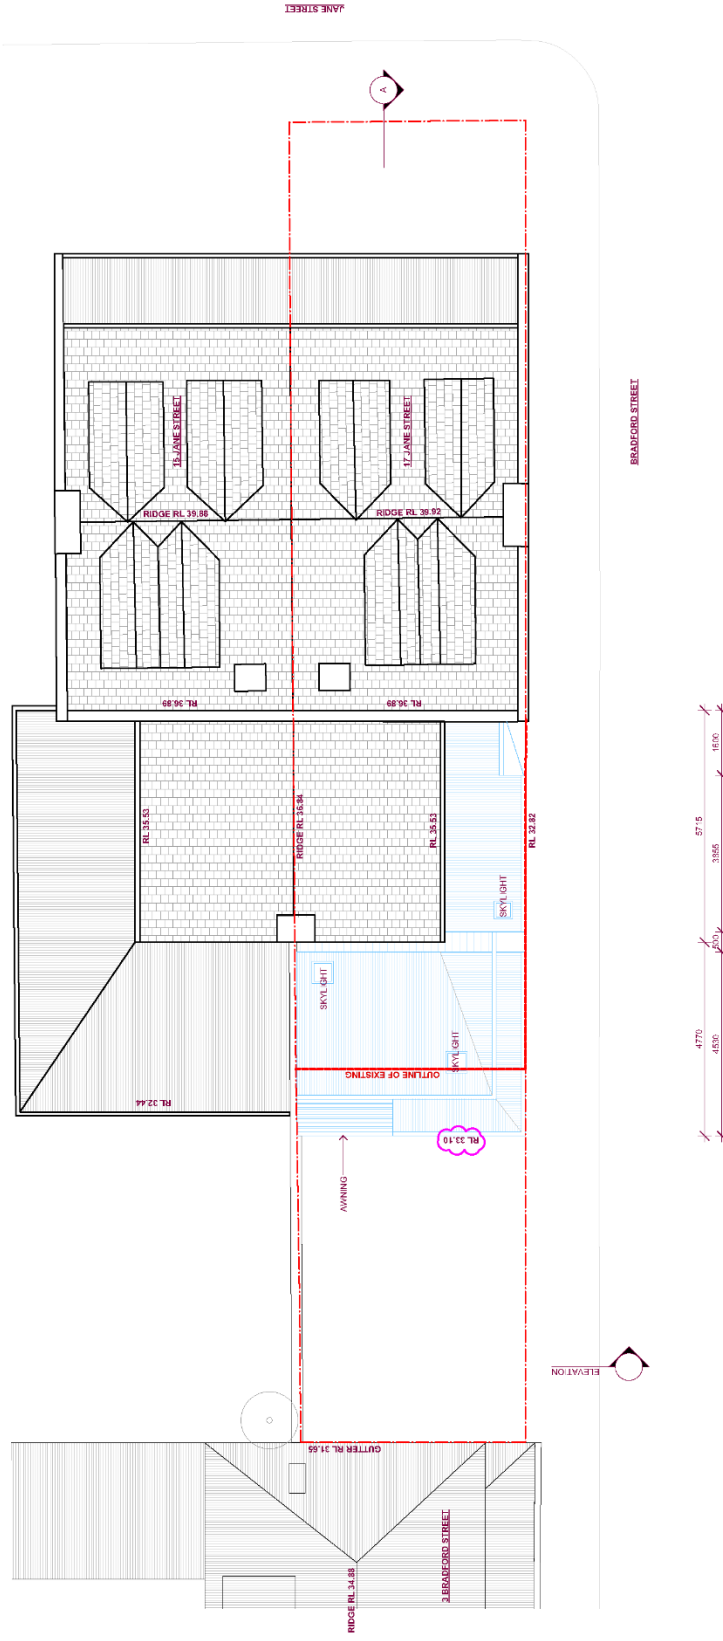 JANE STREET
A
BRADFORD STREET
15 JANE STREET
17 JANE STREET
RIDGE RL 39.86
RIDGE RL 39.92
RL 36.89
RL 36.89
RL 35.53
RIDGE RL 36.84
RL 35.53
RL 32.82
1600
5715
3855
500
4770
4530
SKYLIGHT
SKYLIGHT
SKYLIGHT
OUTLINE OF EXISTING
RL 32.44
RL 33.10
AWNING
ELEVATION
GUTTER RL 31.65
3 BRADFORD STREET
RIDGE RL 34.88